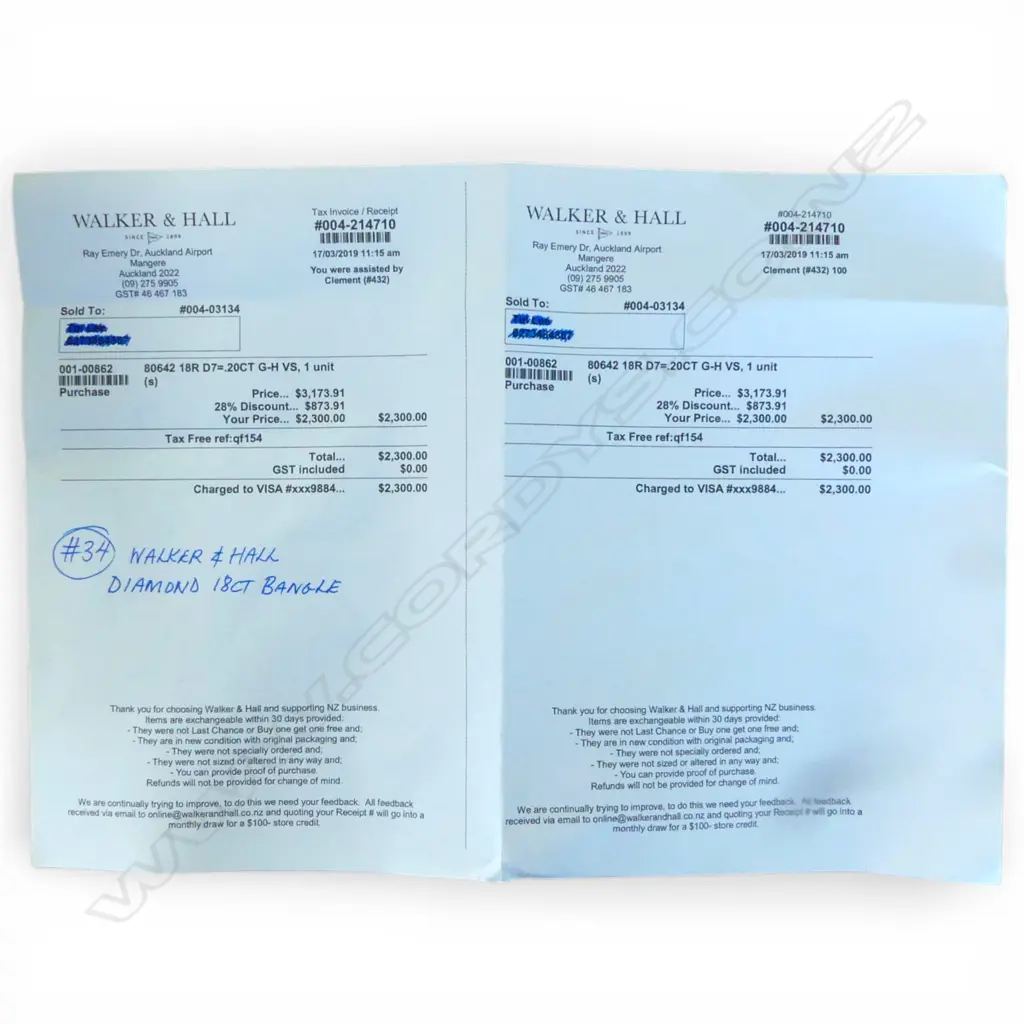 WALKER & HALL
SINCE 1899
Ray Emery Dr, Auckland Airport
Mangere
Auckland 2022
(09) 275 9905
GST# 46 467 183
Tax Invoice / Receipt
#004-214710
17/03/2019 11:15 am
You were assisted by
Clement (#432)
Sold To: #004-03134
001-00862 80642 18R D7=.20CT G-H VS, 1 unit
(s)
Purchase
Price... $3,173.91
28% Discount... $873.91
Your Price... $2,300.00 $2,300.00
Tax Free ref:qf154
Total... $2,300.00
GST included $0.00
Charged to VISA #xxx9884... $2,300.00
#34 WALKER & HALL
DIAMOND 18CT BANGLE
Thank you for choosing Walker & Hall and supporting NZ business.
Items are exchangeable within 30 days provided:
- They were not Last Chance or Buy one get one free and;
- They are in new condition with original packaging and;
- They were not specially ordered and;
- They were not sized or altered in any way and;
- You can provide proof of purchase.
Refunds will not be provided for change of mind.
We are continually trying to improve, to do this we need your feedback. All feedback
received via email to online@walkerandhall.co.nz and quoting your Receipt # will go into a
monthly draw for a $100- store credit.
WALKER & HALL
SINCE 1899
Ray Emery Dr, Auckland Airport
Mangere
Auckland 2022
(09) 275 9905
GST# 46 467 183
#004-214710
#004-214710
17/03/2019 11:15 am
Clement (#432) 100
Sold To: #004-03134
001-00862 80642 18R D7=.20CT G-H VS, 1 unit
(s)
Purchase
Price... $3,173.91
28% Discount... $873.91
Your Price... $2,300.00 $2,300.00
Tax Free ref:qf154
Total... $2,300.00
GST included $0.00
Charged to VISA #xxx9884... $2,300.00
Thank you for choosing Walker & Hall and supporting NZ business.
Items are exchangeable within 30 days provided:
- They were not Last Chance or Buy one get one free and;
- They are in new condition with original packaging and;
- They were not specially ordered and;
- They were not sized or altered in any way and;
- You can provide proof of purchase.
Refunds will not be provided for change of mind.
We are continually trying to improve, to do this we need your feedback. All feedback
received via email to online@walkerandhall.co.nz and quoting your Receipt # will go into a
monthly draw for a $100- store credit.
WWW.CORDYS.CO.NZ